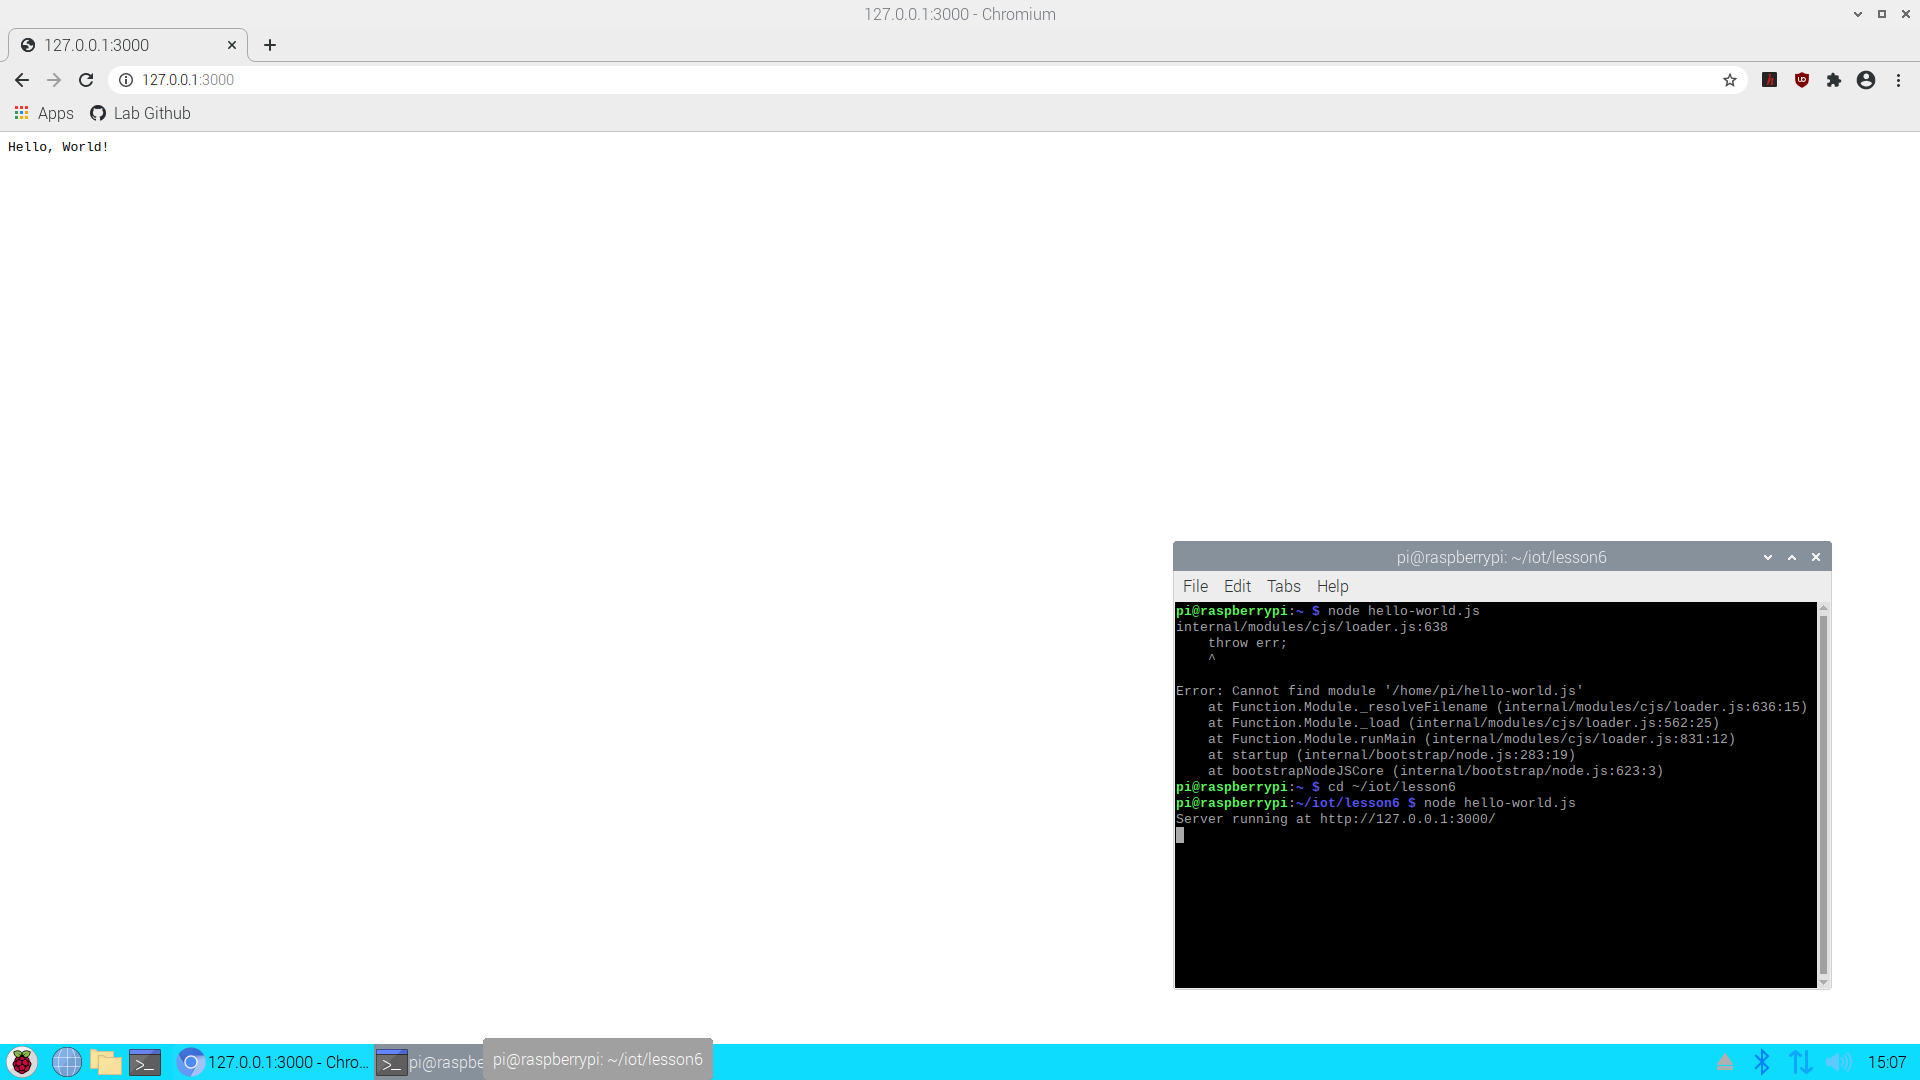 127.0.0.1:3000 - Chromium
127.0.0.1:3000
127.0.0.1:3000
Apps Lab Github
Hello, World!
pi@raspberrypi: ~/iot/lesson6
File Edit Tabs Help
pi@raspberrypi:~ $ node hello-world.js
internal/modules/cjs/loader.js:638
    throw err;
    ^
Error: Cannot find module '/home/pi/hello-world.js'
    at Function.Module._resolveFilename (internal/modules/cjs/loader.js:636:15)
    at Function.Module._load (internal/modules/cjs/loader.js:562:25)
    at Function.Module.runMain (internal/modules/cjs/loader.js:831:12)
    at startup (internal/bootstrap/node.js:283:19)
    at bootstrapNodeJSCore (internal/bootstrap/node.js:623:3)
pi@raspberrypi:~ $ cd ~/iot/lesson6
pi@raspberrypi:~/iot/lesson6 $ node hello-world.js
Server running at http://127.0.0.1:3000/
127.0.0.1:3000 - Chro... pi@raspbe pi@raspberrypi: ~/iot/lesson6 15:07